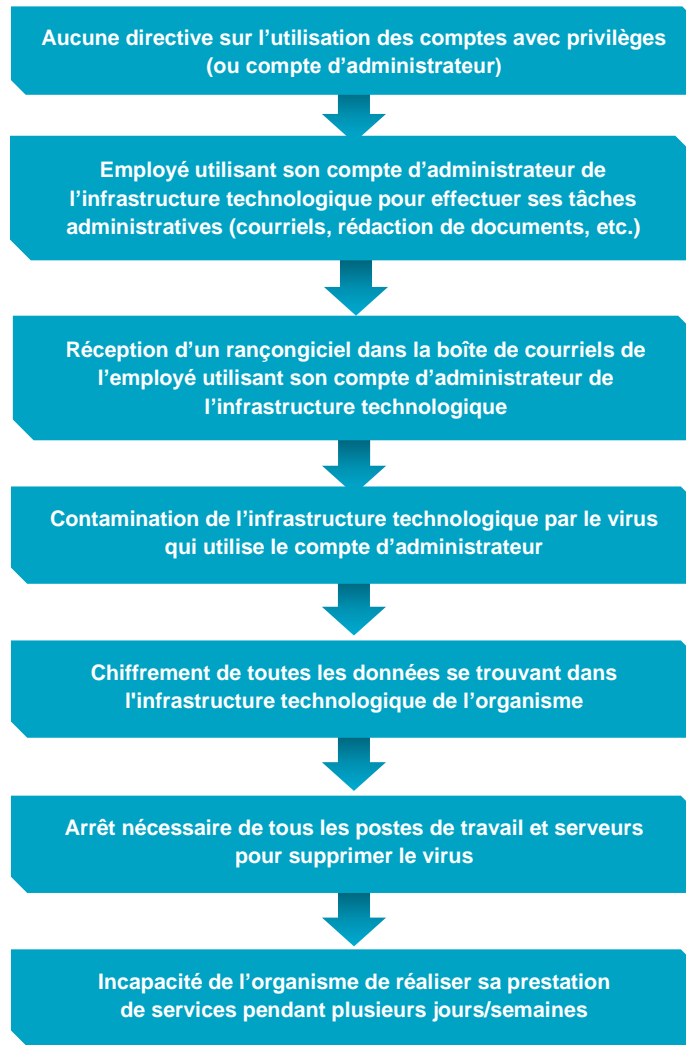 Aucune directive sur l’utilisation des comptes avec privilèges
(ou compte d’administrateur)
Employé utilisant son compte d’administrateur de
l’infrastructure technologique pour effectuer ses tâches
administratives (courriels, rédaction de documents, etc.)
Réception d’un rançongiciel dans la boîte de courriels de
l’employé utilisant son compte d’administrateur de
l’infrastructure technologique
Contamination de l’infrastructure technologique par le virus
qui utilise le compte d’administrateur
Chiffrement de toutes les données se trouvant dans
l'infrastructure technologique de l’organisme
Arrêt nécessaire de tous les postes de travail et serveurs
pour supprimer le virus
Incapacité de l’organisme de réaliser sa prestation
de services pendant plusieurs jours/semaines